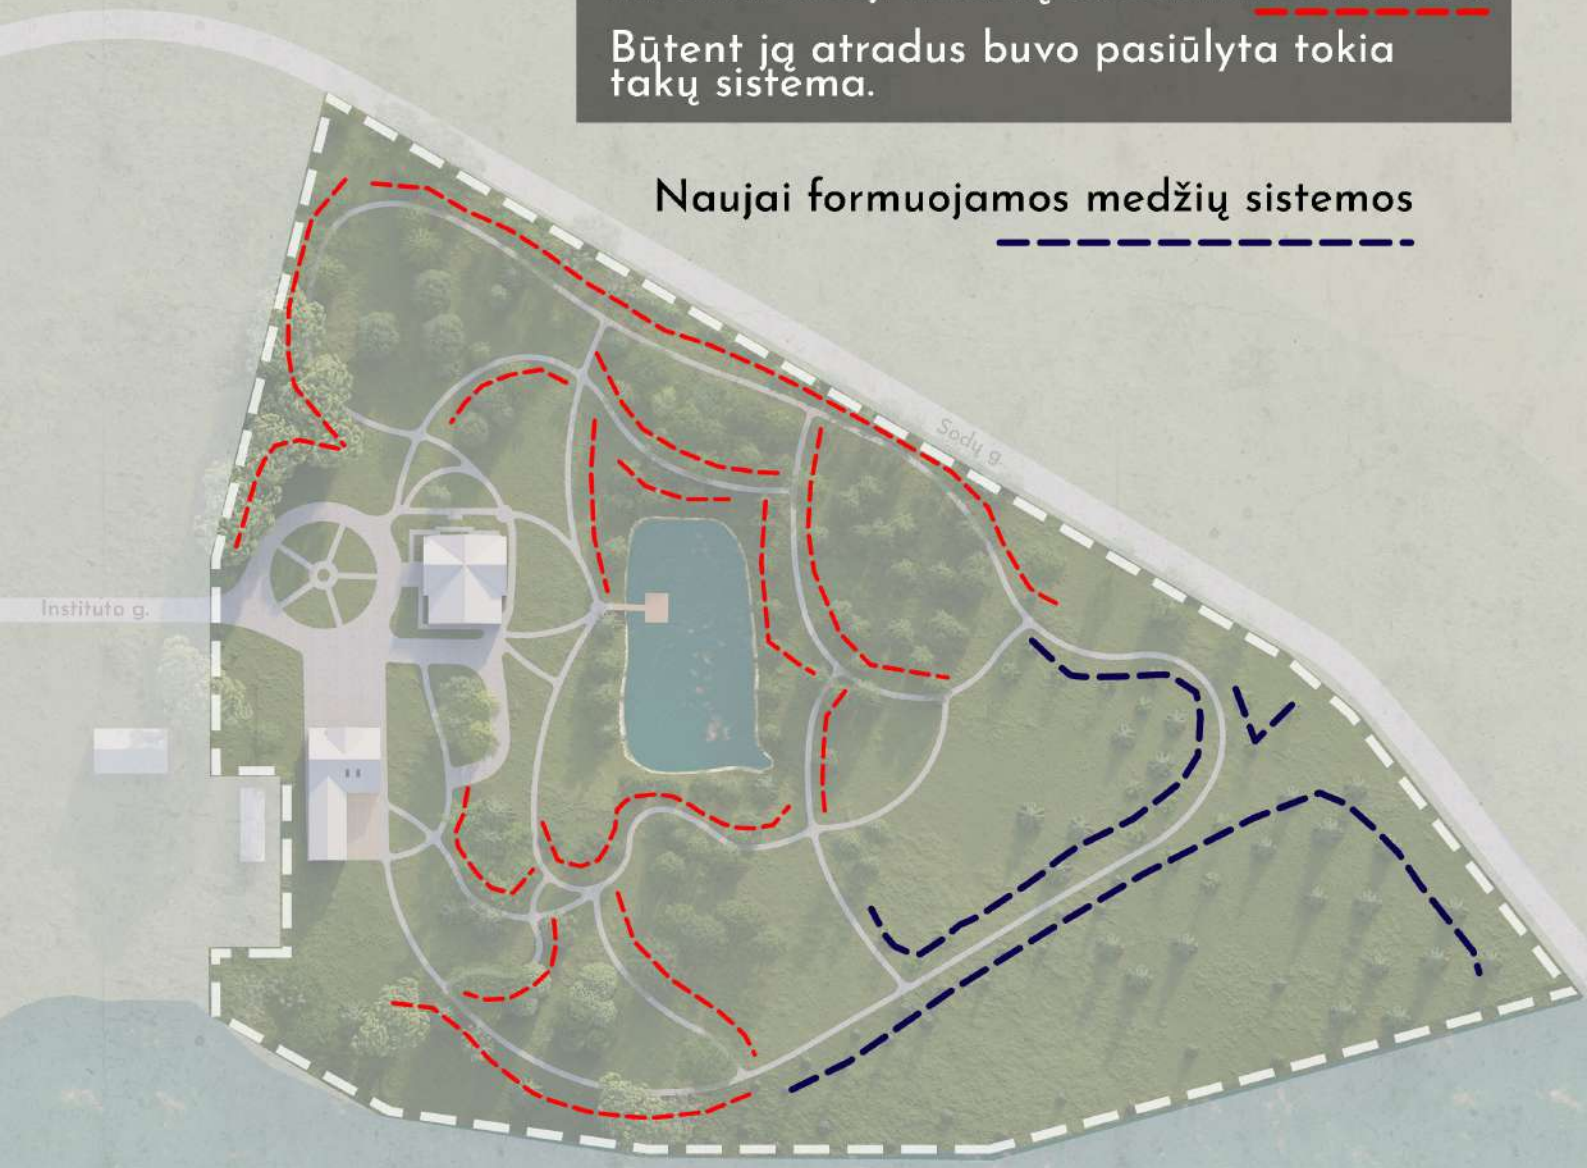 Būtent ją atradus buvo pasiūlyta tokia
takų sistema.
Naujai formuojamos medžių sistemos
Sodų g.
Instituto g.